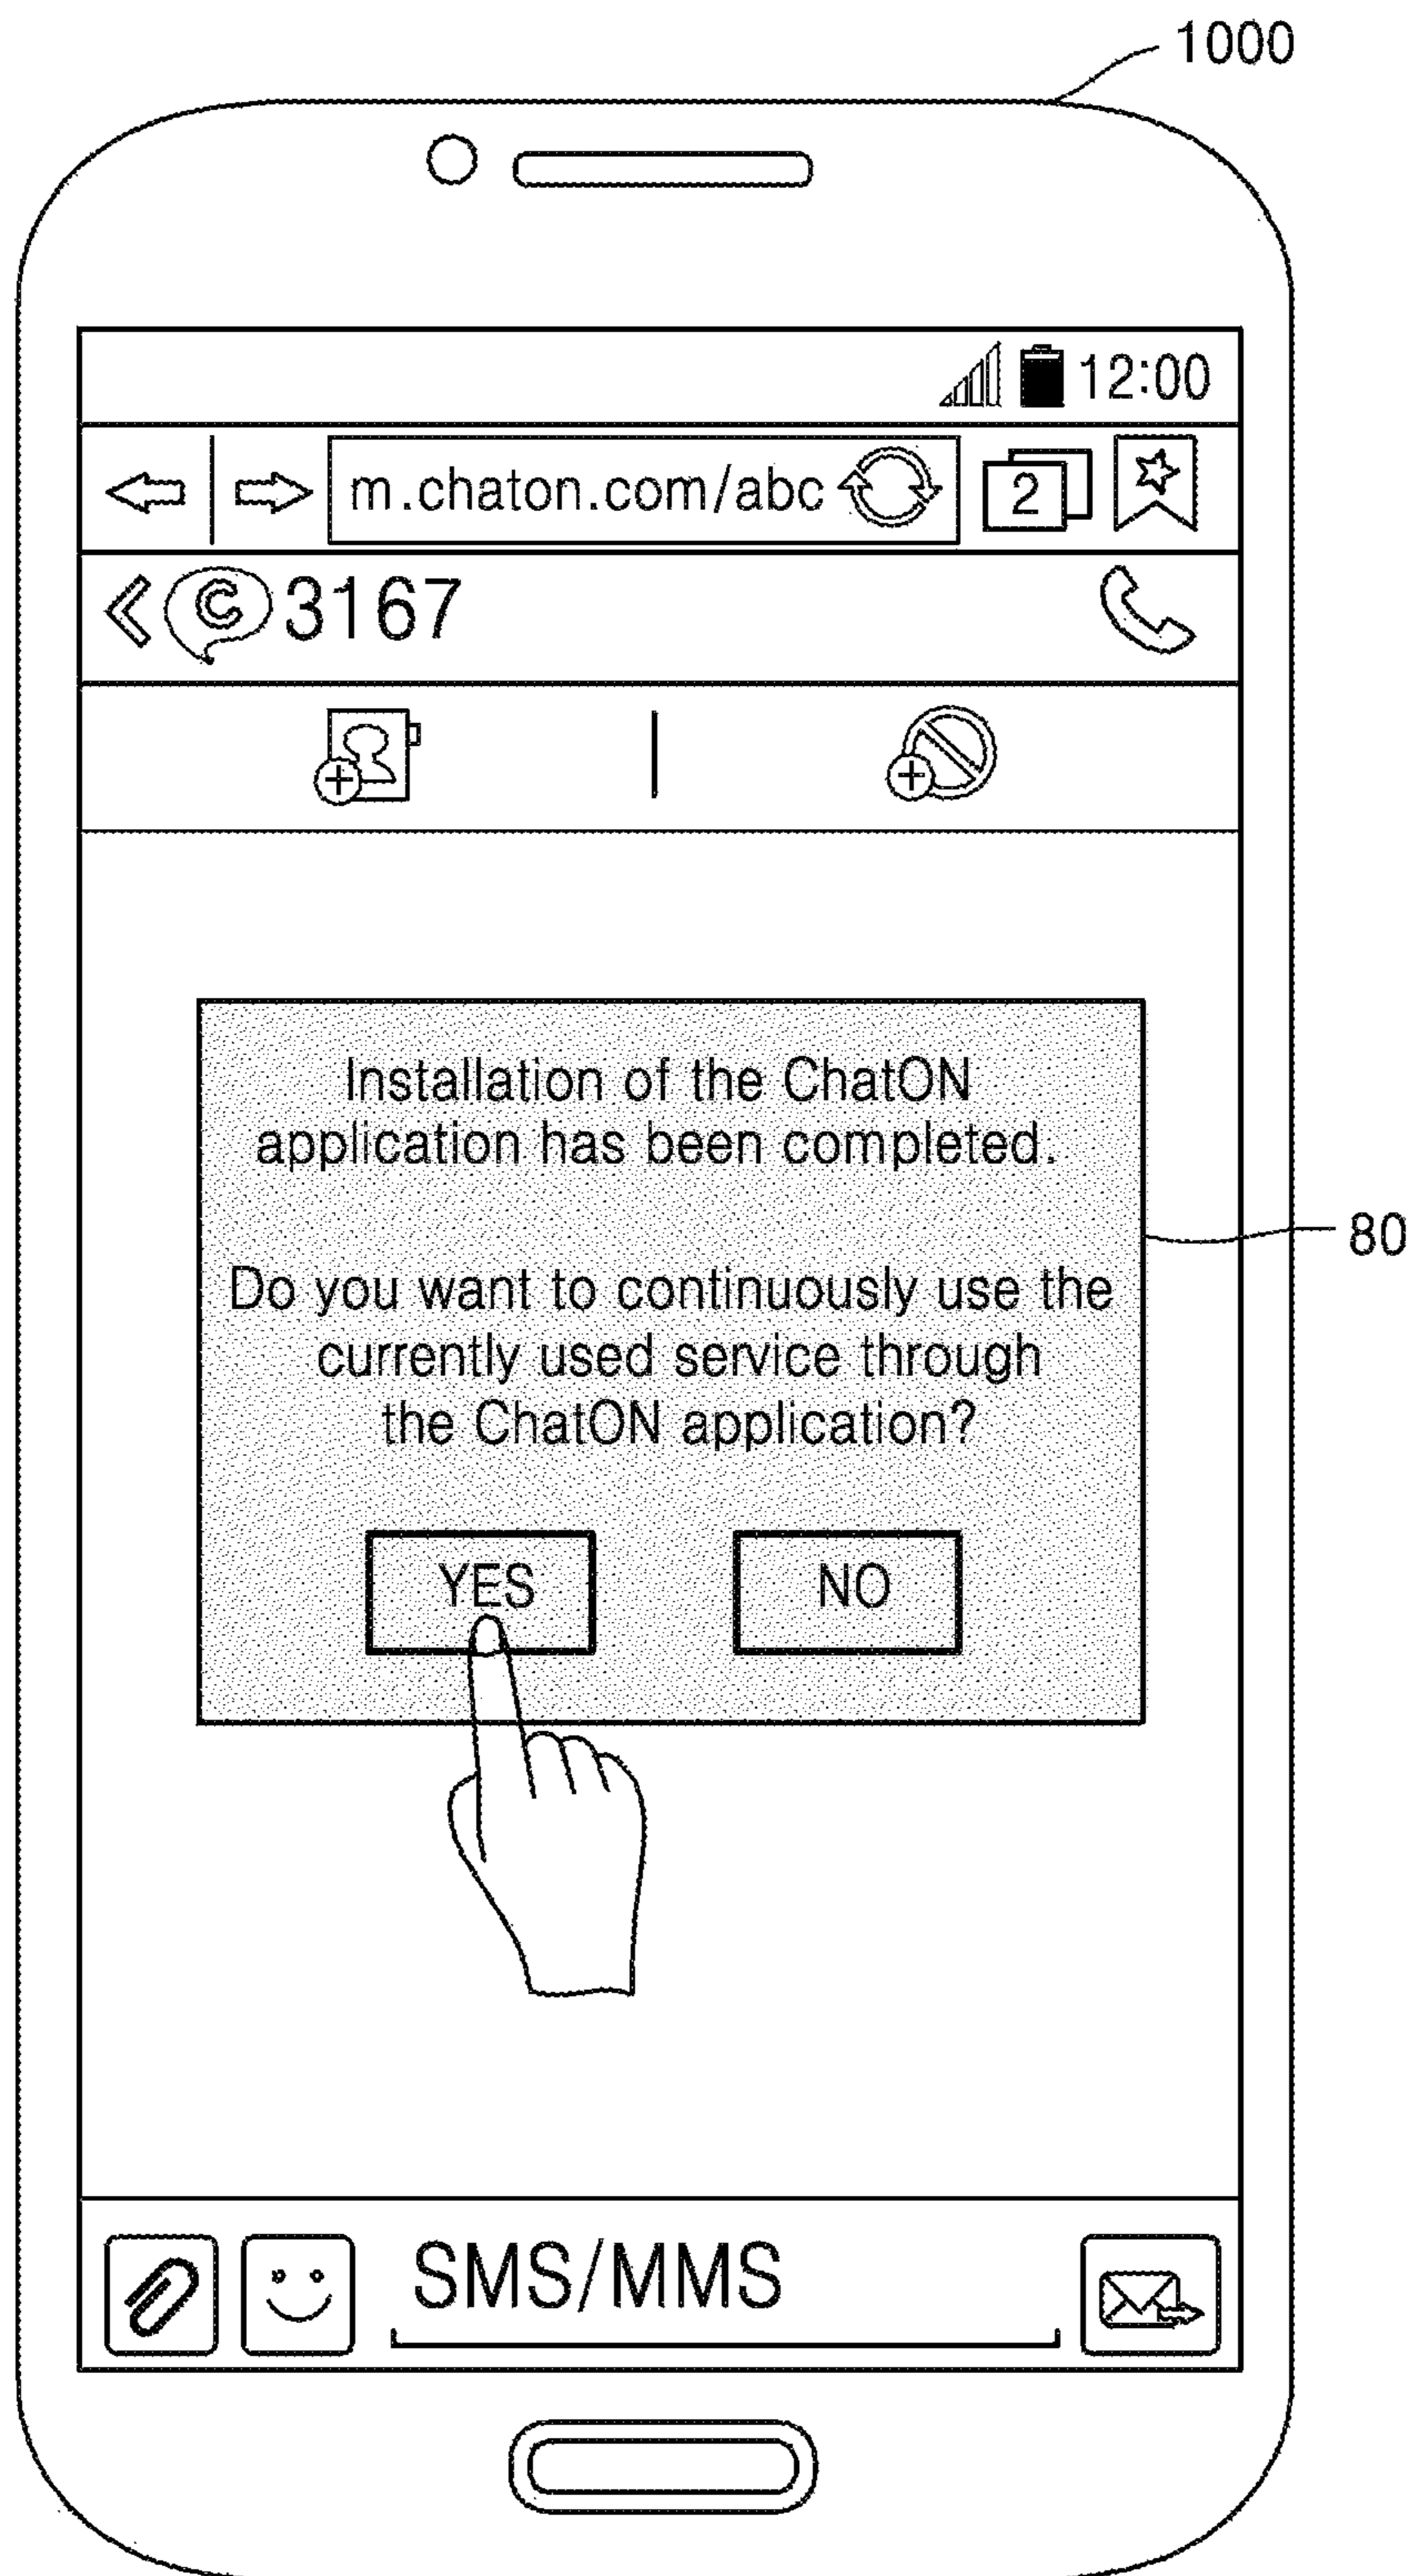 1000
12:00
m.chaton.com/abc
2
C 3167
Installation of the ChatON
application has been completed.
80
Do you want to continuously use the
currently used service through
the ChatON application?
YES NO
SMS/MMS